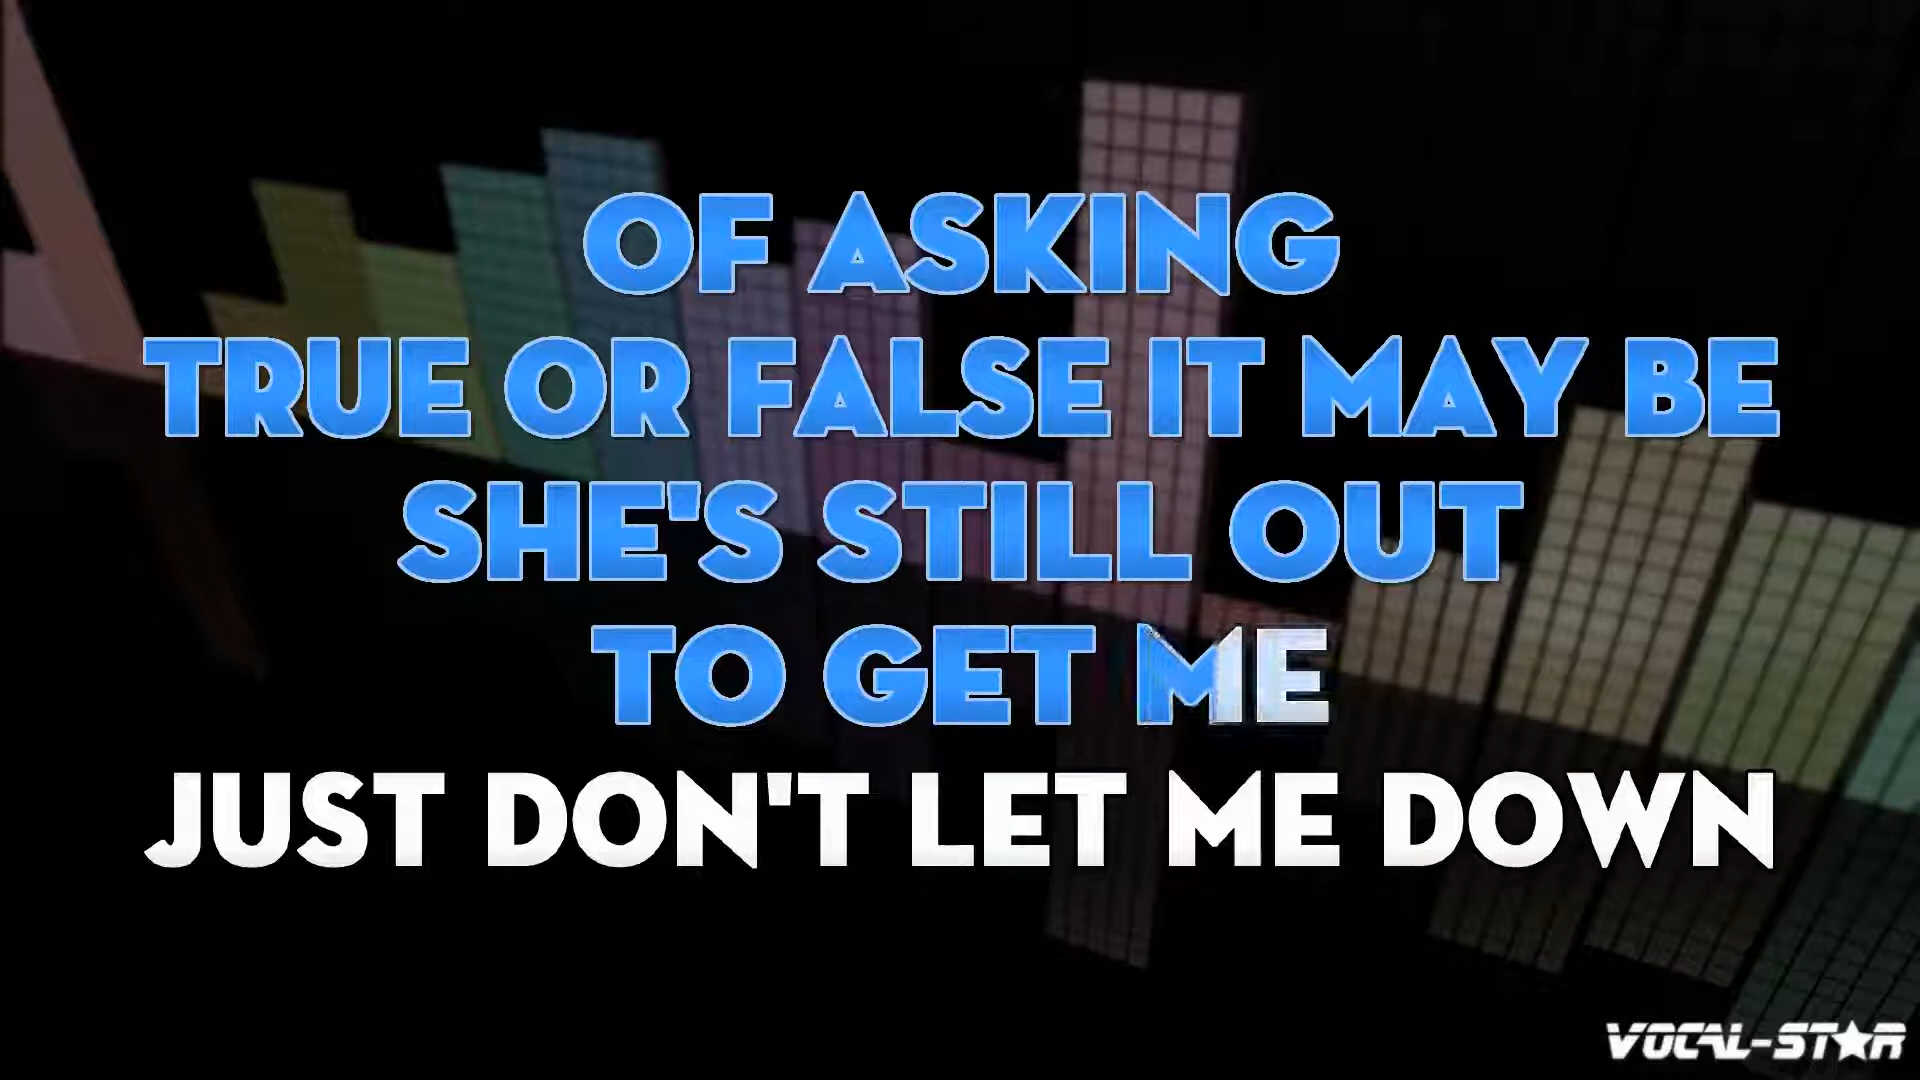 OF ASKING
TRUE OR FALSE IT MAY BE
SHE'S STILL OUT
TO GET ME
JUST DON'T LET ME DOWN
VOCAL-STAR